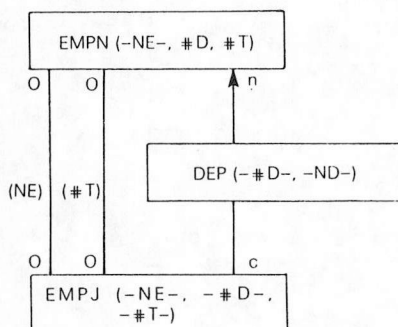 EMPN (–NE–, #D, #T)
O O n
DEP (–#D–, –ND–)
(NE) (#T)
O O c
EMPJ (–NE–, –#D–,
–#T–)